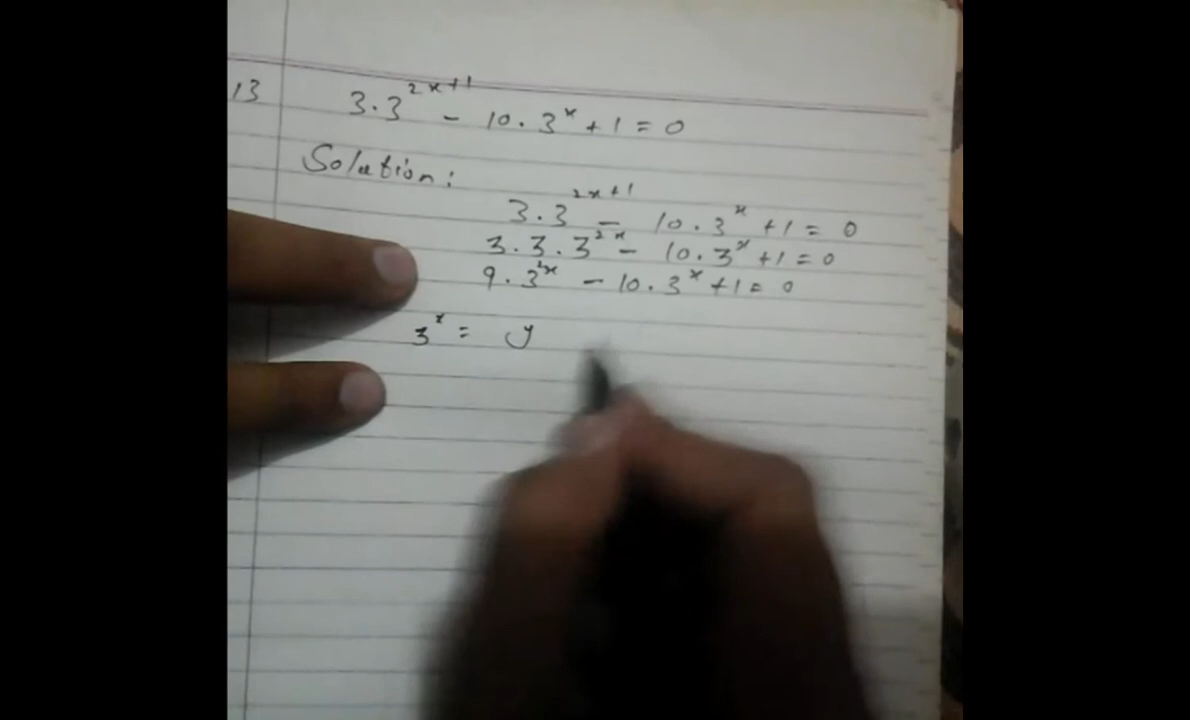 13 3.3^{2x+1} - 10.3^x + 1 = 0
Solution:
3.3^{2x+1} - 10.3^x + 1 = 0
3.3.3^{2x} - 10.3^x + 1 = 0
9.3^{2x} - 10.3^x + 1 = 0
3^x = y